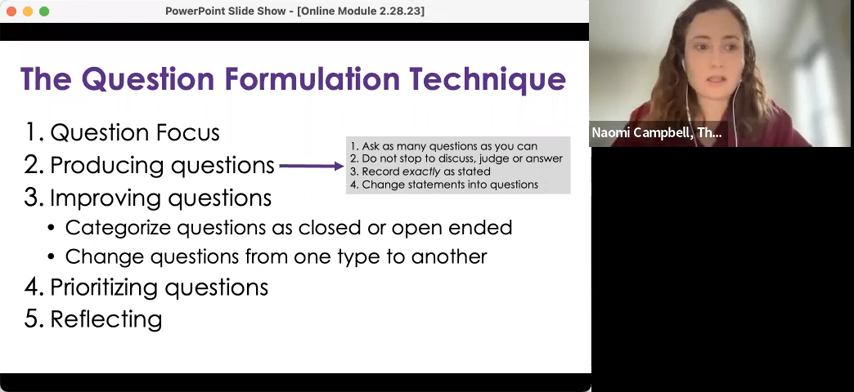 PowerPoint Slide Show - [Online Module 2.28.23]
The Question Formulation Technique
1. Question Focus
2. Producing questions
1. Ask as many questions as you can
2. Do not stop to discuss, judge or answer
3. Record exactly as stated
4. Change statements into questions
3. Improving questions
• Categorize questions as closed or open ended
• Change questions from one type to another
4. Prioritizing questions
5. Reflecting
Naomi Campbell, Th...